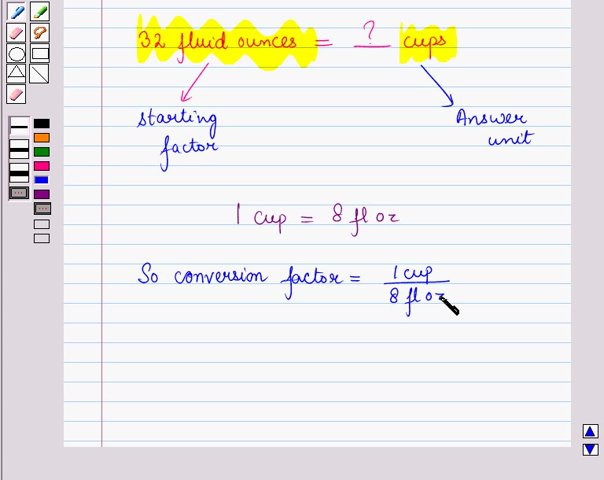 32 fluid ounces = ? cups
starting factor
Answer unit
1 cup = 8 fl oz
So conversion factor = 1 cup
8 fl oz